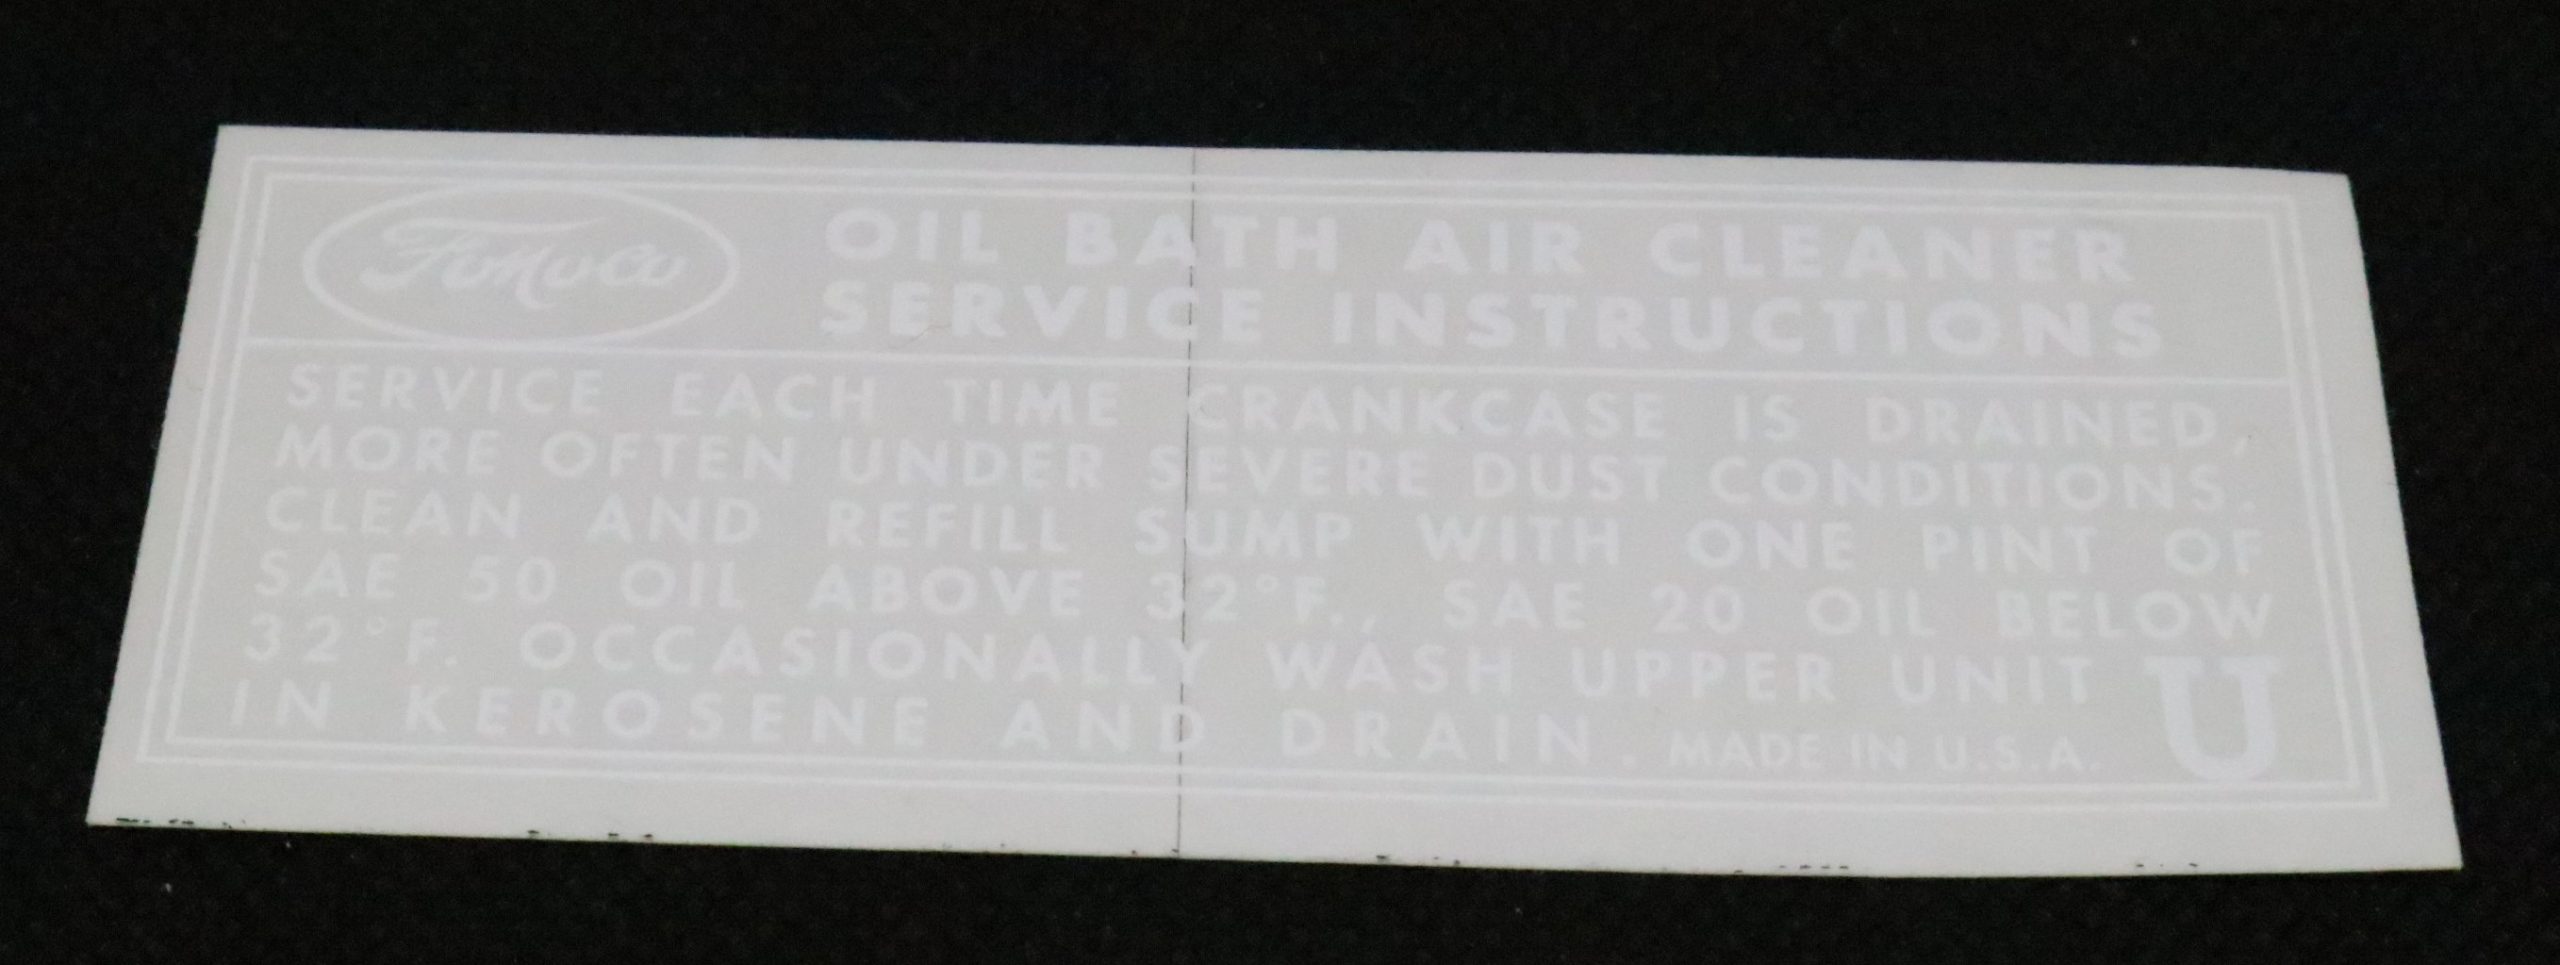 FoMoCo
OIL BATH AIR CLEANER
SERVICE INSTRUCTIONS
SERVICE EACH TIME CRANKCASE IS DRAINED,
MORE OFTEN UNDER SEVERE DUST CONDITIONS.
CLEAN AND REFILL SUMP WITH ONE PINT OF
SAE 50 OIL ABOVE 32°F., SAE 20 OIL BELOW
32°F. OCCASIONALLY WASH UPPER UNIT
IN KEROSENE AND DRAIN. MADE IN U.S.A.
U